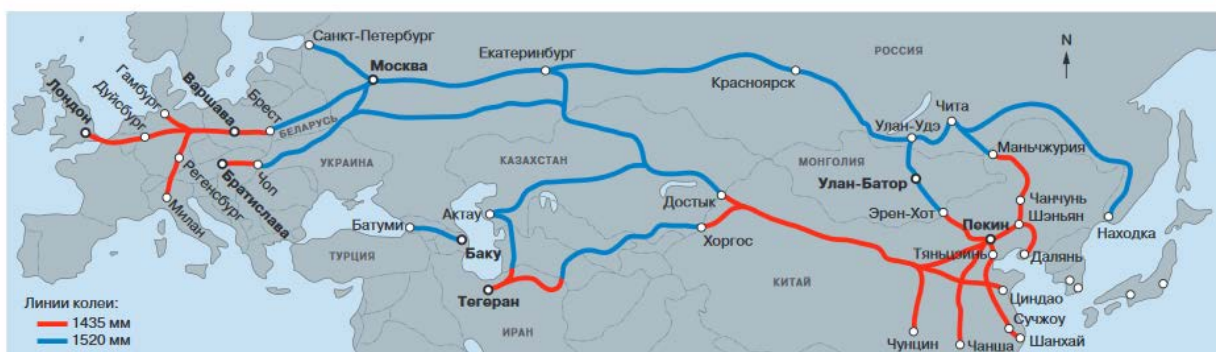 Санкт-Петербург
Москва
Екатеринбург
РОССИЯ
N
Красноярск
Чита
Улан-Удэ
Маньчжурия
Лондон
Гамбург
Дуйсбург
Варшава
Брест
БЕЛАРУСЬ
УКРАИНА
КАЗАХСТАН
МОНГОЛИЯ
Улан-Батор
Чоп
Братислава
Регенсбург
Милан
Достык
Эрен-Хот
Чанчунь
Шэньян
Пекин
Находка
Батуми
Актау
Хоргос
Баку
Тяньцзинь
Далянь
ТУРЦИЯ
Тегеран
КИТАЙ
Циндао
ИРАН
Сучжоу
Чунцин
Чанша
Шанхай
Линии колеи:
1435 мм
1520 мм